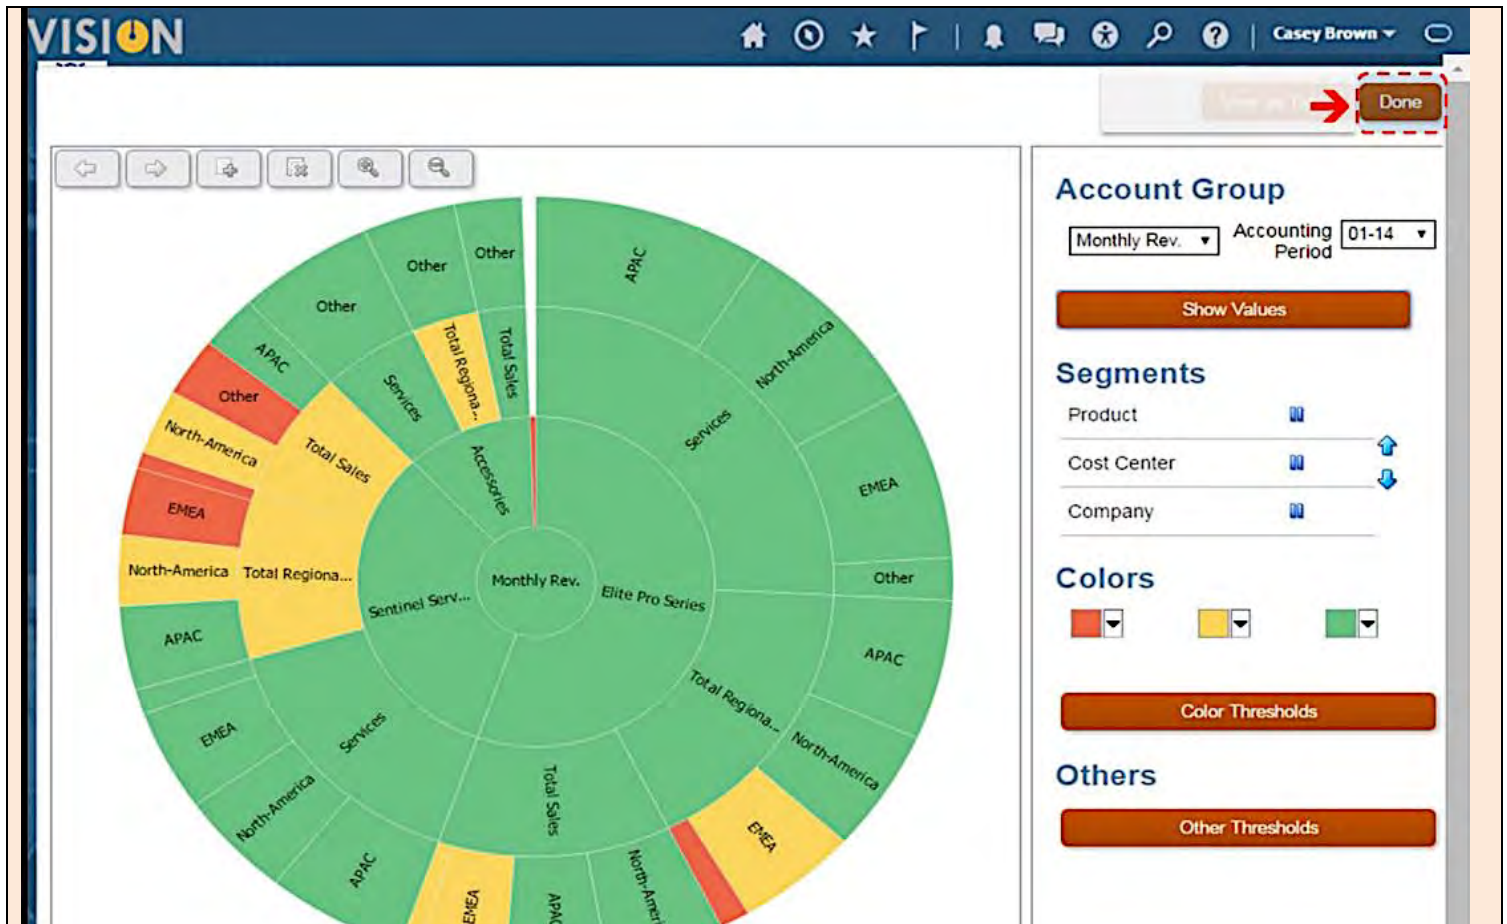 VISION
Casey Brown
Done
Account Group
Monthly Rev.
Accounting
Period
01-14
Show Values
Segments
Product
Cost Center
Company
Colors
Color Thresholds
Others
Other Thresholds
Monthly Rev.
Elite Pro Series
Sentinel Serv...
Accessories
Services
Total Regiona...
Total Sales
Services
Total Regiona...
Total Sales
Services
Total Regiona...
Total Sales
APAC
North-America
EMEA
Other
APAC
North-America
EMEA
North-Ameri
APAC
EMEA
APAC
North-America
EMEA
APAC
North-America
EMEA
North-America
Other
APAC
Other
Other
Other